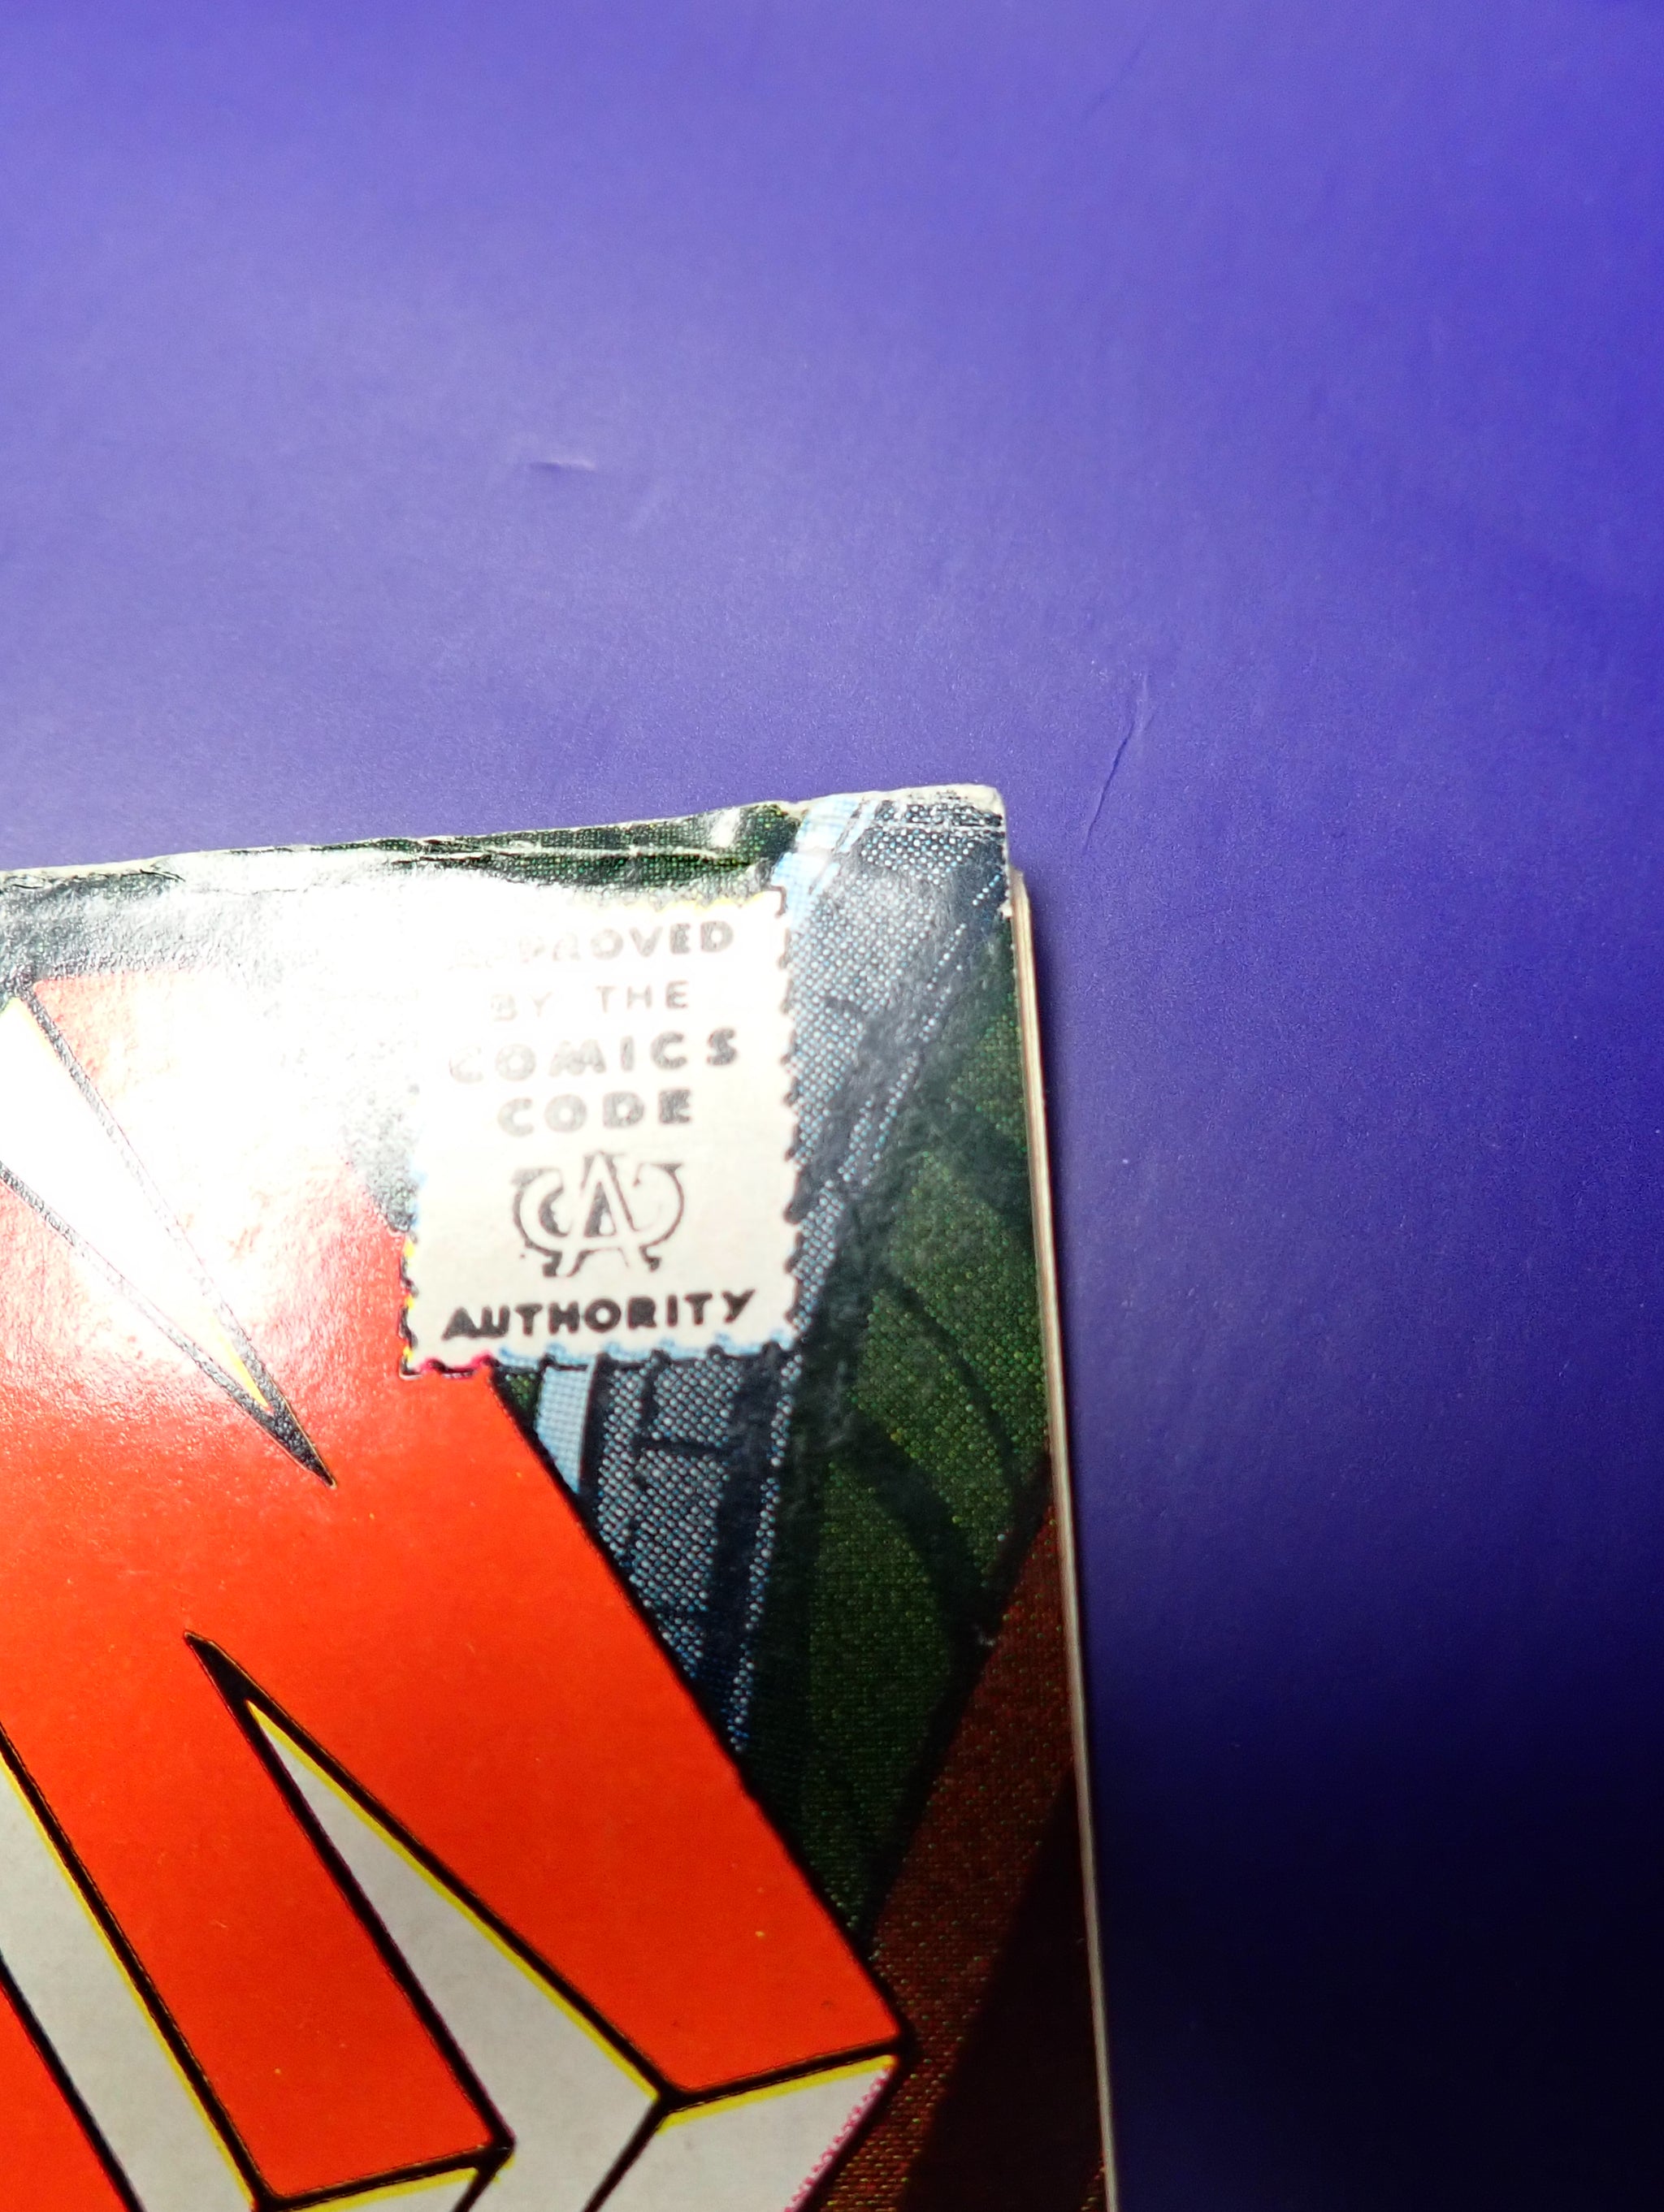 APPROVED
BY THE
COMICS
CODE
CA
AUTHORITY